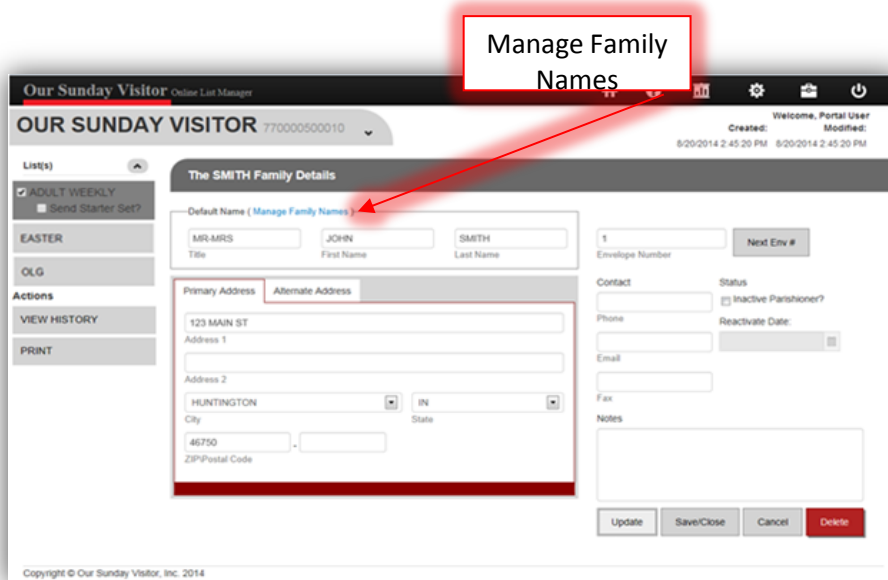 Manage Family
Names
Our Sunday Visitor Online List Manager
OUR SUNDAY VISITOR 770000500010
Welcome, Portal User
Created: Modified:
8/20/2014 2:45:20 PM 8/20/2014 2:45:20 PM
List(s)
ADULT WEEKLY
Send Starter Set?
EASTER
OLG
Actions
VIEW HISTORY
PRINT
The SMITH Family Details
Default Name ( Manage Family Names )
MR-MRS JOHN SMITH
Title First Name Last Name
1 Next Env #
Envelope Number
Primary Address Alternate Address
123 MAIN ST
Address 1
Address 2
HUNTINGTON IN
City State
46750 -
ZIP\Postal Code
Contact Status
Inactive Parishioner?
Phone Reactivate Date:
Email
Fax
Notes
Update Save/Close Cancel Delete
Copyright © Our Sunday Visitor, Inc. 2014